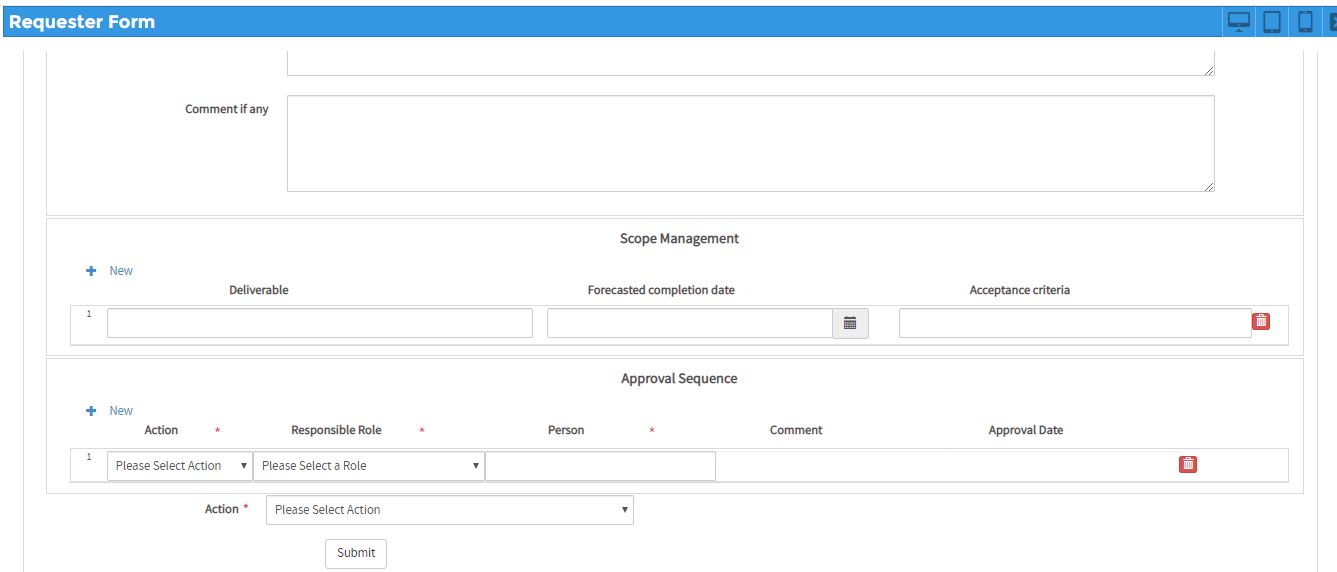 Requester Form
Comment if any
Scope Management
New
Deliverable Forecasted completion date Acceptance criteria
1
Approval Sequence
New
Action * Responsible Role * Person * Comment Approval Date
1 Please Select Action Please Select a Role
Action * Please Select Action
Submit